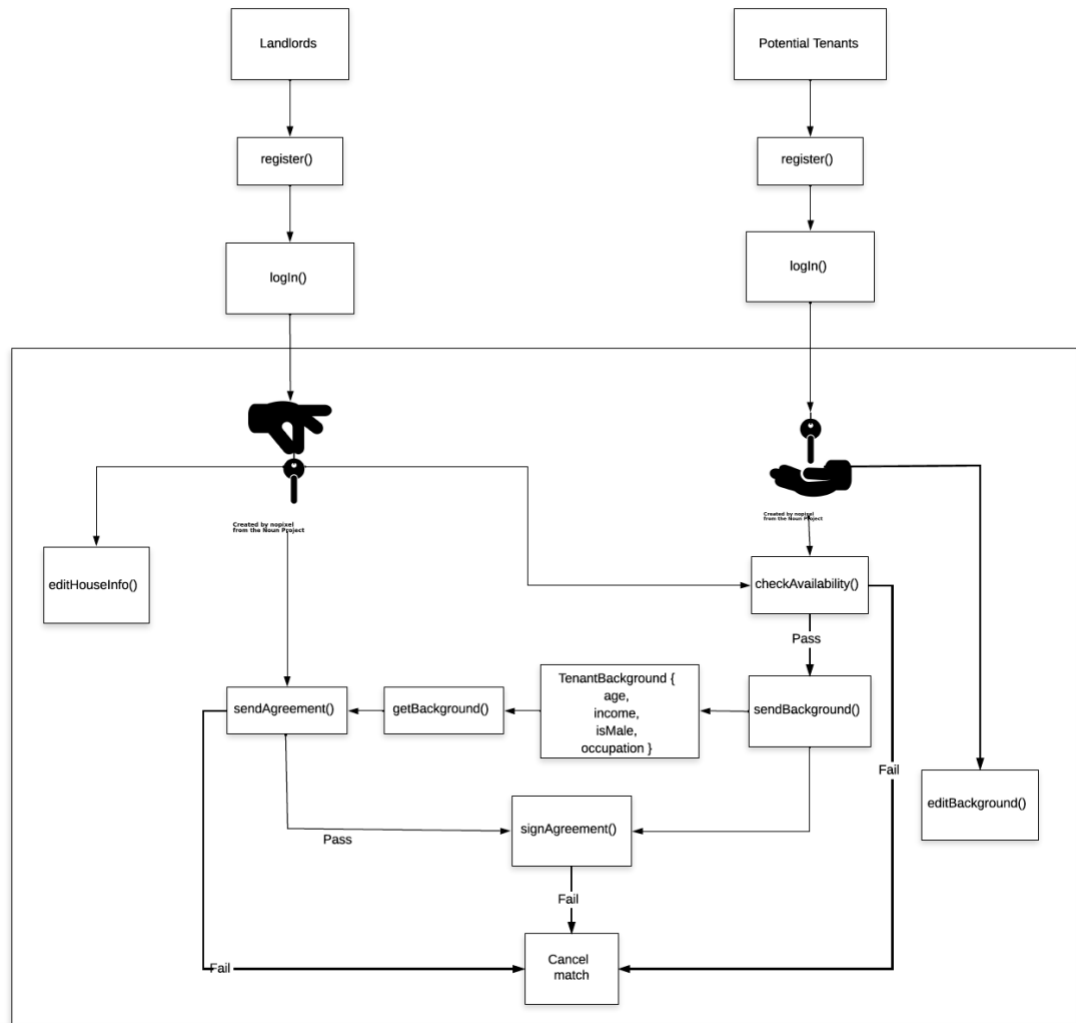 Landlords
Potential Tenants
register()
register()
logIn()
logIn()
Created by nopixel
from the Noun Project
Created by nopixel
from the Noun Project
editHouseInfo()
checkAvailability()
Pass
TenantBackground {
age,
income,
isMale,
occupation }
sendAgreement()
getBackground()
sendBackground()
Fail
editBackground()
signAgreement()
Pass
Fail
Cancel
match
Fail